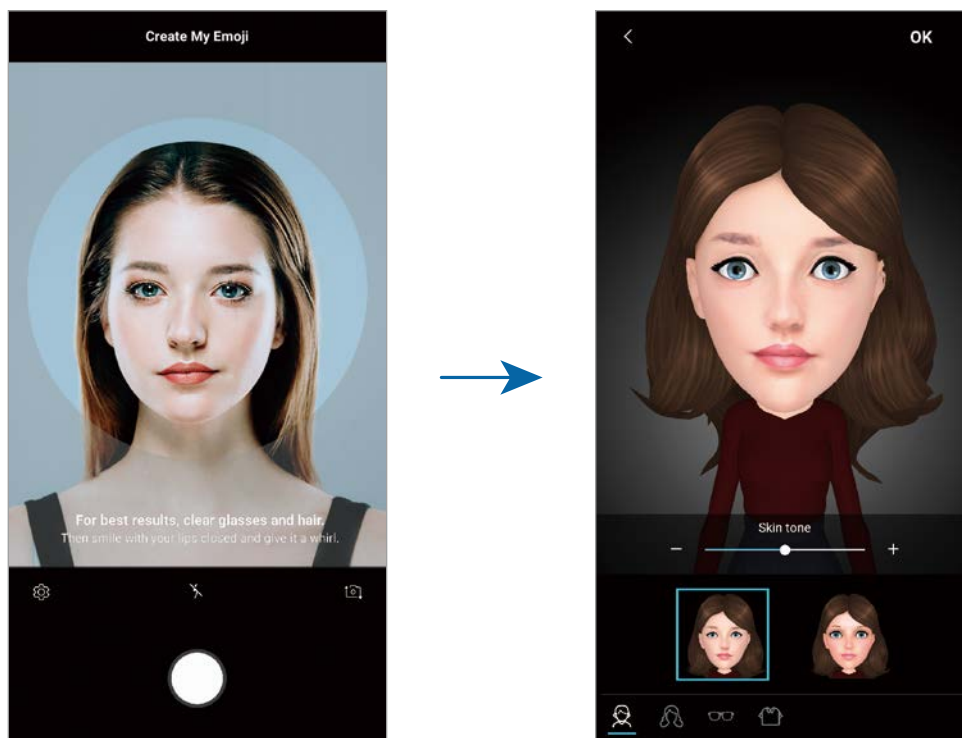 Create My Emoji
For best results, clear glasses and hair.
Then smile with your lips closed and give it a whirl.
OK
Skin tone
− +